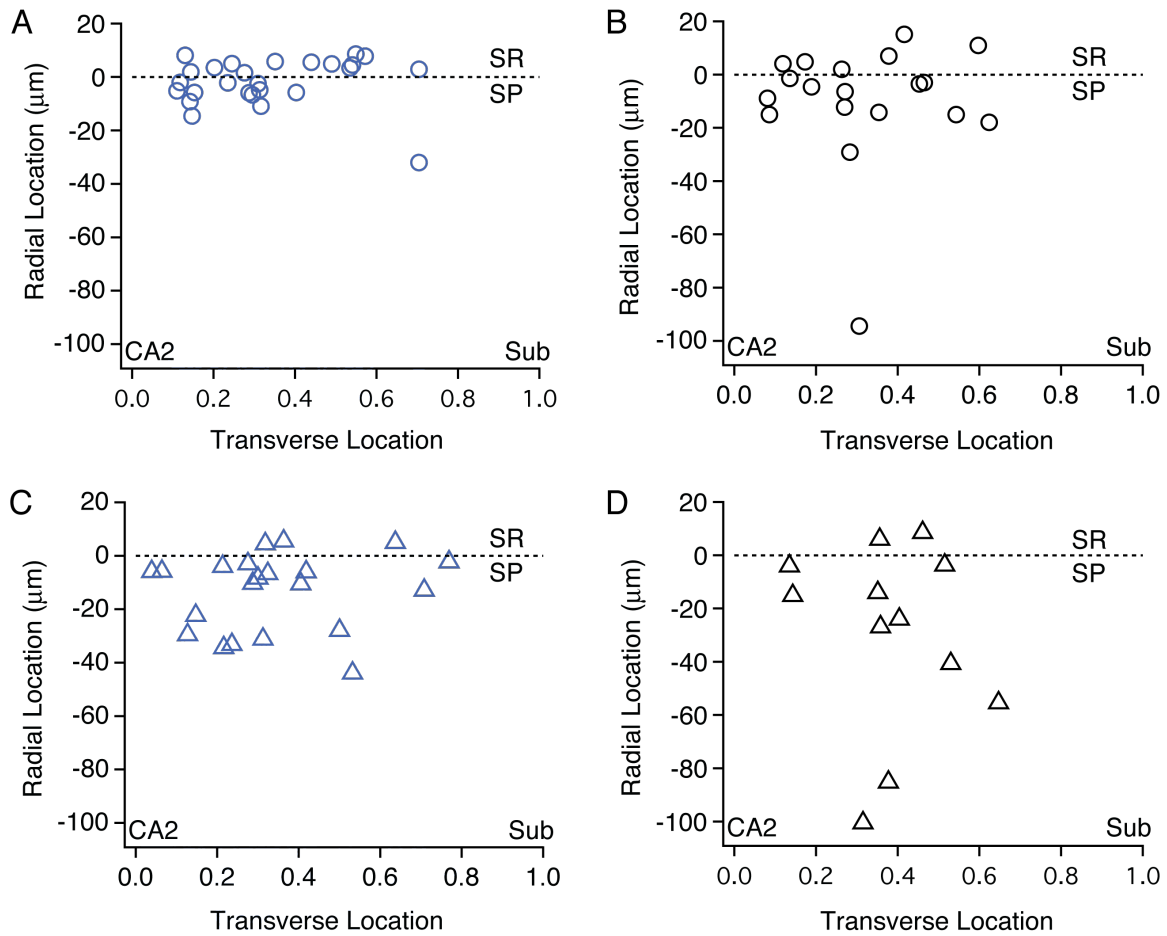 A
20
0
-20
-40
-60
-80
-100
Radial Location (μm)
SR
SP
CA2
Sub
0.0 0.2 0.4 0.6 0.8 1.0
Transverse Location
B
20
0
-20
-40
-60
-80
-100
Radial Location (μm)
SR
SP
CA2
Sub
0.0 0.2 0.4 0.6 0.8 1.0
Transverse Location
C
20
0
-20
-40
-60
-80
-100
Radial Location (μm)
SR
SP
CA2
Sub
0.0 0.2 0.4 0.6 0.8 1.0
Transverse Location
D
20
0
-20
-40
-60
-80
-100
Radial Location (μm)
SR
SP
CA2
Sub
0.0 0.2 0.4 0.6 0.8 1.0
Transverse Location